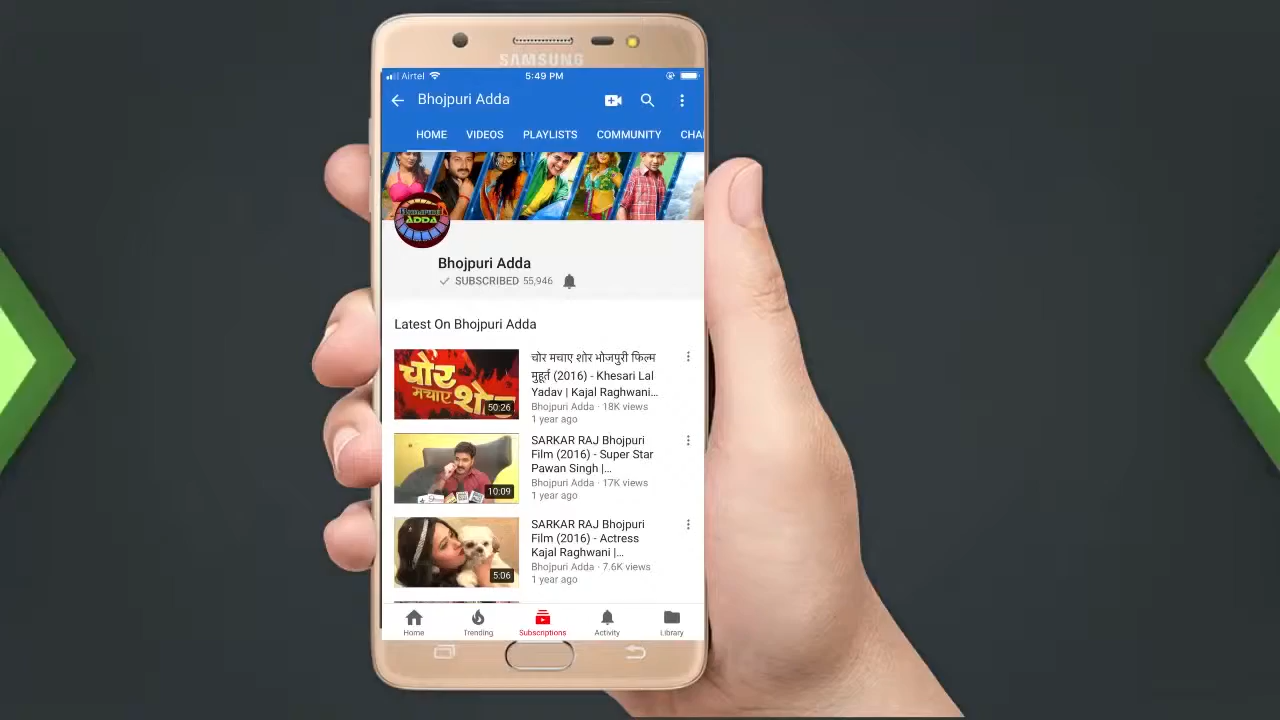 SAMSUNG
Airtel
5:49 PM
Bhojpuri Adda
HOME VIDEOS PLAYLISTS COMMUNITY CHA
ADDA
Bhojpuri Adda
SUBSCRIBED 55,946
Latest On Bhojpuri Adda
चोर
मचाए शोर
50:26
चोर मचाए शोर भोजपुरी फिल्म
मुहूर्त (2016) - Khesari Lal
Yadav | Kajal Raghwani...
Bhojpuri Adda · 18K views
1 year ago
10:09
SARKAR RAJ Bhojpuri
Film (2016) - Super Star
Pawan Singh |...
Bhojpuri Adda · 17K views
1 year ago
5:06
SARKAR RAJ Bhojpuri
Film (2016) - Actress
Kajal Raghwani |...
Bhojpuri Adda · 7.6K views
1 year ago
Home Trending Subscriptions Activity Library